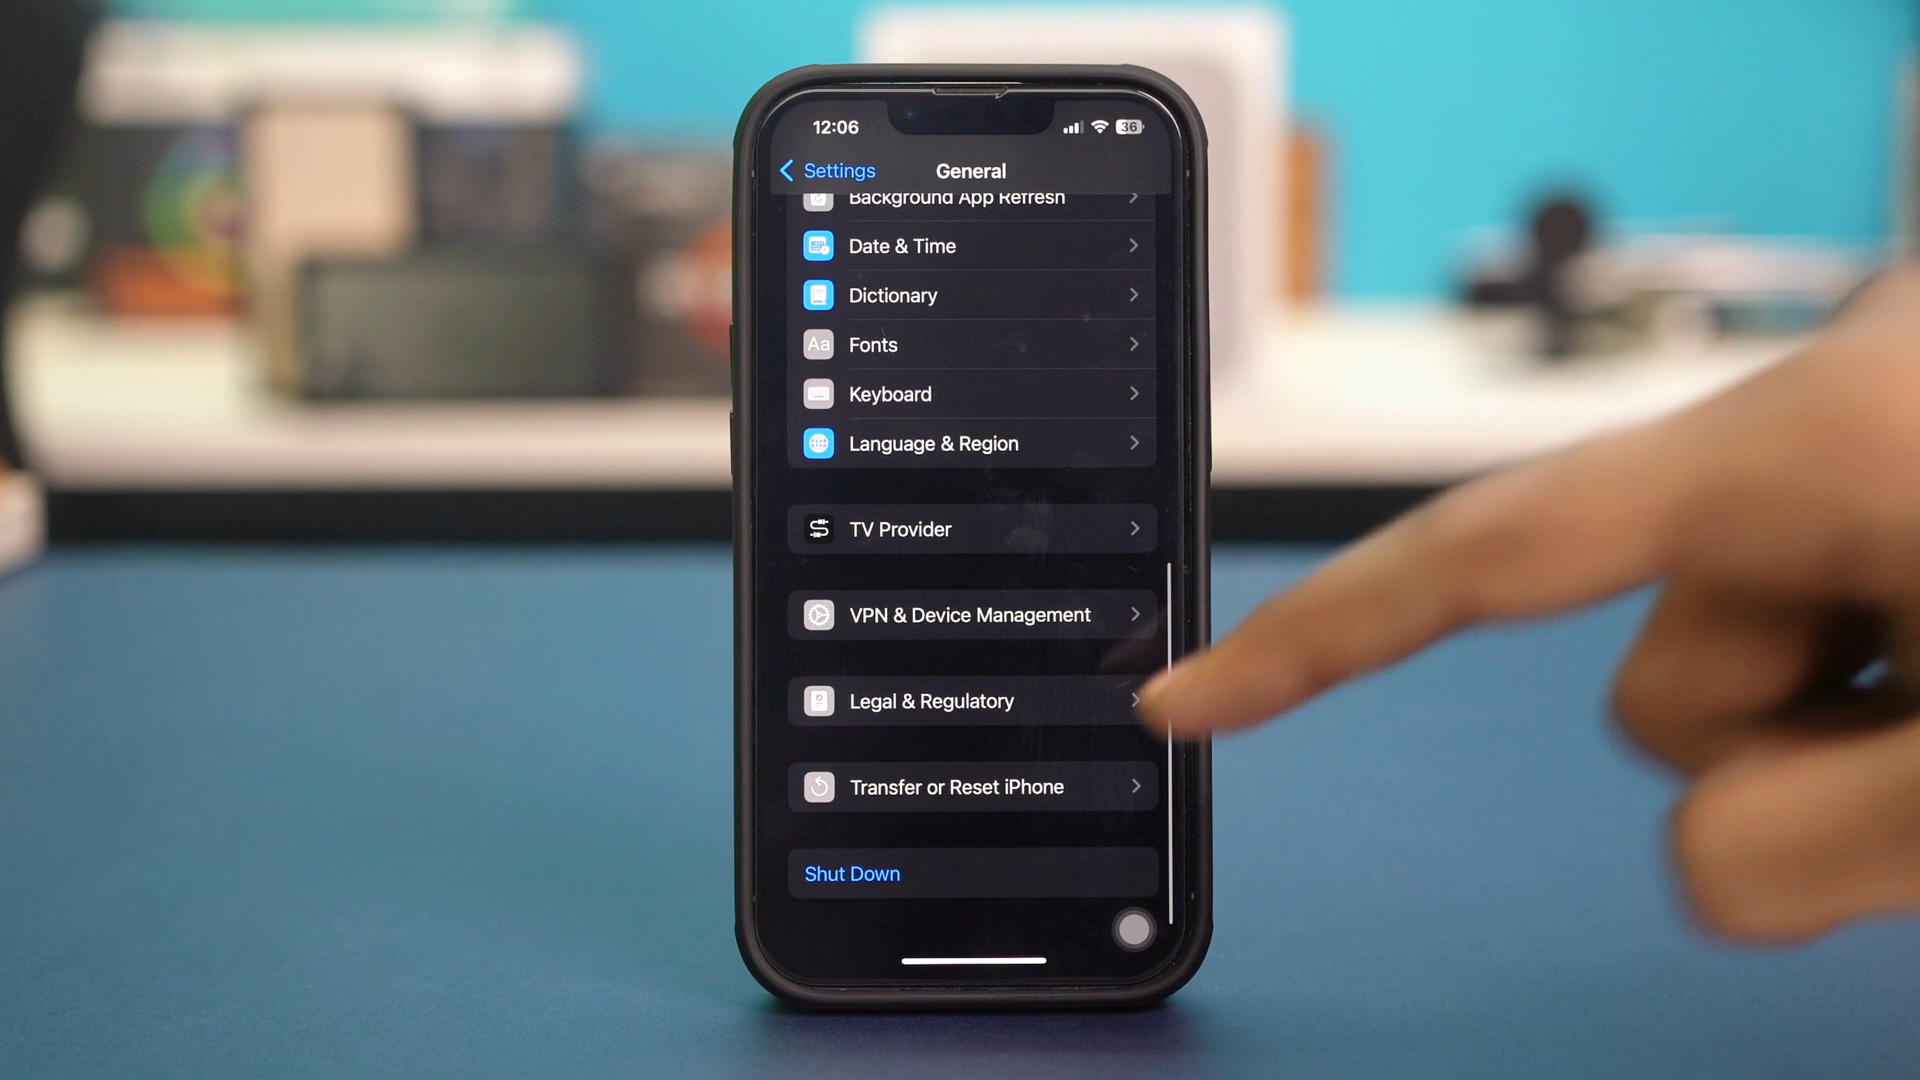 12:06
36
Settings
General
Background App Refresh
Date & Time
Dictionary
Aa
Fonts
Keyboard
Language & Region
TV Provider
VPN & Device Management
Legal & Regulatory
Transfer or Reset iPhone
Shut Down